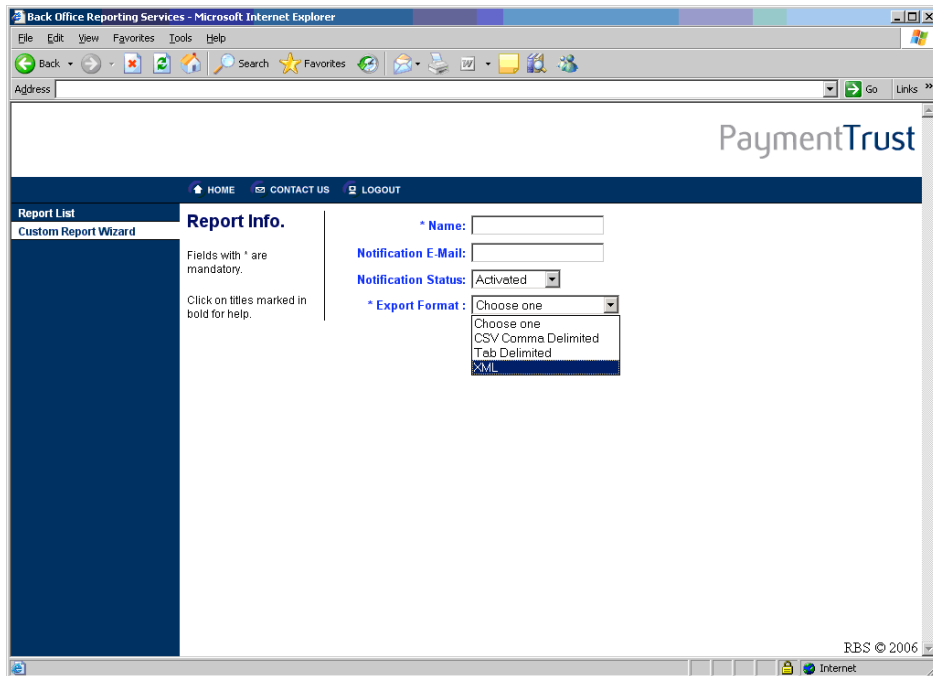 Back Office Reporting Services - Microsoft Internet Explorer
File Edit View Favorites Tools Help
Back Search Favorites
Address Go Links »
PaymentTrust
HOME CONTACT US LOGOUT
Report List
Custom Report Wizard
Report Info.
Fields with * are
mandatory.
Click on titles marked in
bold for help.
* Name:
Notification E-Mail:
Notification Status: Activated
* Export Format : Choose one
Choose one
CSV Comma Delimited
Tab Delimited
XML
RBS © 2006
Internet